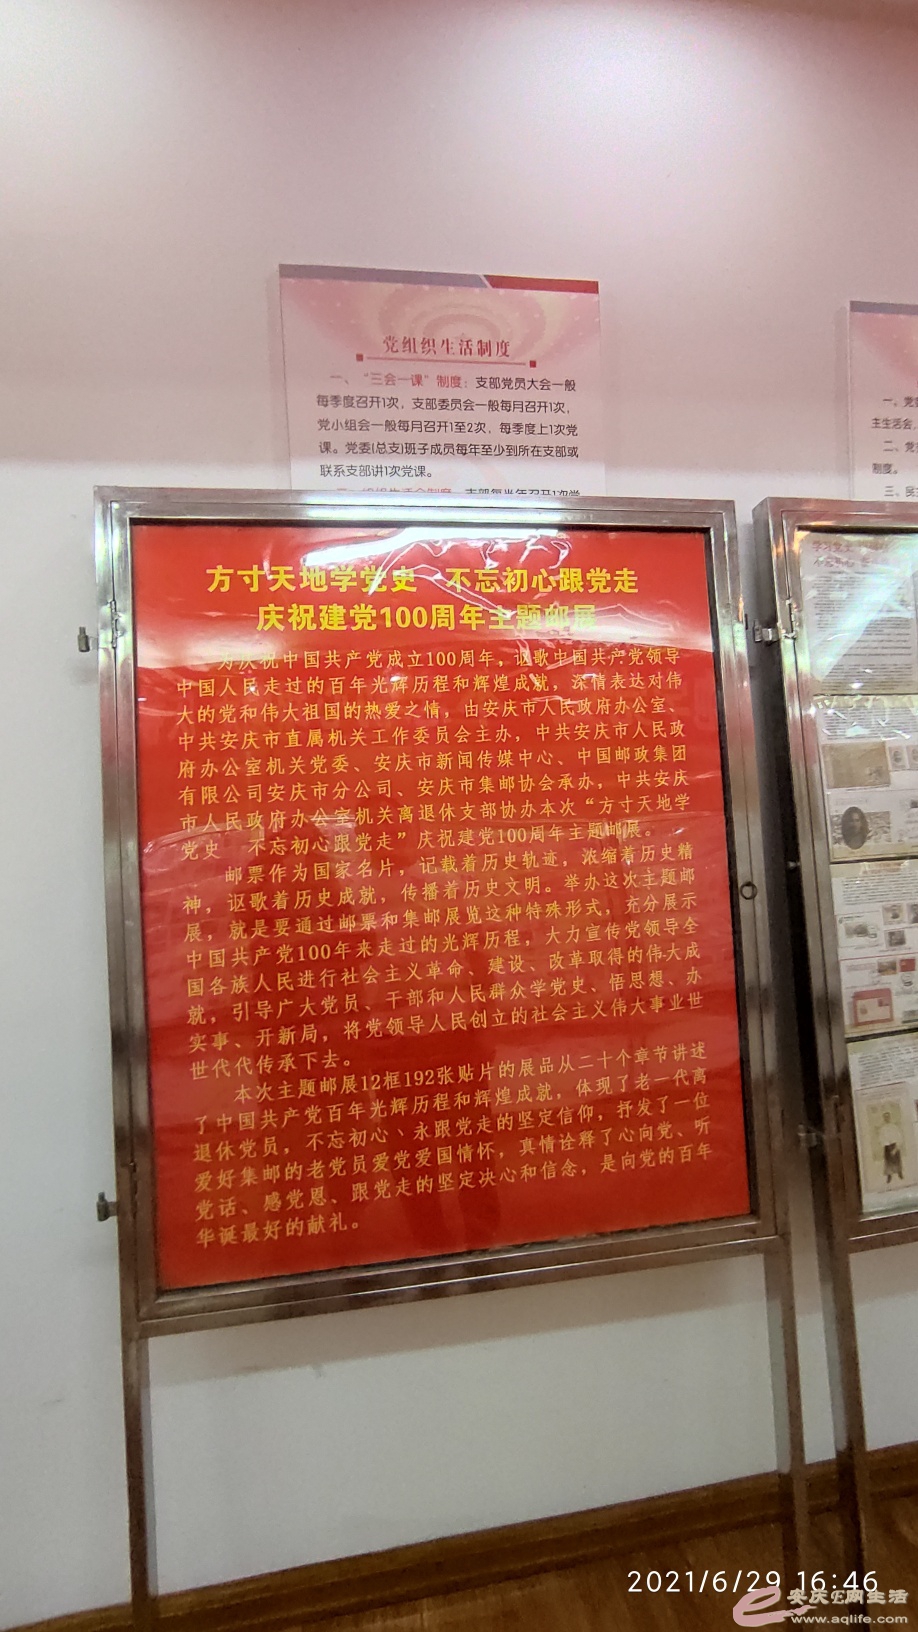 党组织生活制度
一、“三会一课”制度：支部党员大会一般
每季度召开1次，支部委员会一般每月召开1次，
党小组会一般每月召开1至2次，每季度上1次党
课。党委(总支)班子成员每年至少到所在支部或
联系支部讲1次党课。
一、党
主生活会，
二、党
制度。
三、
方寸天地学党史 不忘初心跟党走
庆祝建党100周年主题邮展
为庆祝中国共产党成立100周年，讴歌中国共产党领导
中国人民走过的百年光辉历程和辉煌成就，深情表达对伟
大的党和伟大祖国的热爱之情，由安庆市人民政府办公室、
中共安庆市直属机关工作委员会主办，中共安庆市人民政
府办公室机关党委、安庆市新闻传媒中心、中国邮政集团
有限公司安庆市分公司、安庆市集邮协会承办，中共安庆
市人民政府办公室机关离退休支部协办本次“方寸天地学
党史 不忘初心跟党走”庆祝建党100周年主题邮展。
邮票作为国家名片，记载着历史轨迹，浓缩着历史精
神，讴歌着历史成就，传播着历史文明。举办这次主题邮
展，就是要通过邮票和集邮展览这种特殊形式，充分展示
中国共产党100年来走过的光辉历程，大力宣传党领导全
国各族人民进行社会主义革命、建设、改革取得的伟大成
就，引导广大党员、干部和人民群众学党史、悟思想、办
实事、开新局，将党领导人民创立的社会主义伟大事业世
世代代传承下去。
本次主题邮展12框192张贴片的展品从二十个章节讲述
了中国共产党百年光辉历程和辉煌成就，体现了老一代离
退休党员，不忘初心、永跟党走的坚定信仰，抒发了一位
爱好集邮的老党员爱党爱国情怀，真情诠释了心向党、听
党话、感党恩、跟党走的坚定决心和信念，是向党的百年
华诞最好的献礼。
2021/6/29 16:46
安庆E网生活
www.aqlife.com